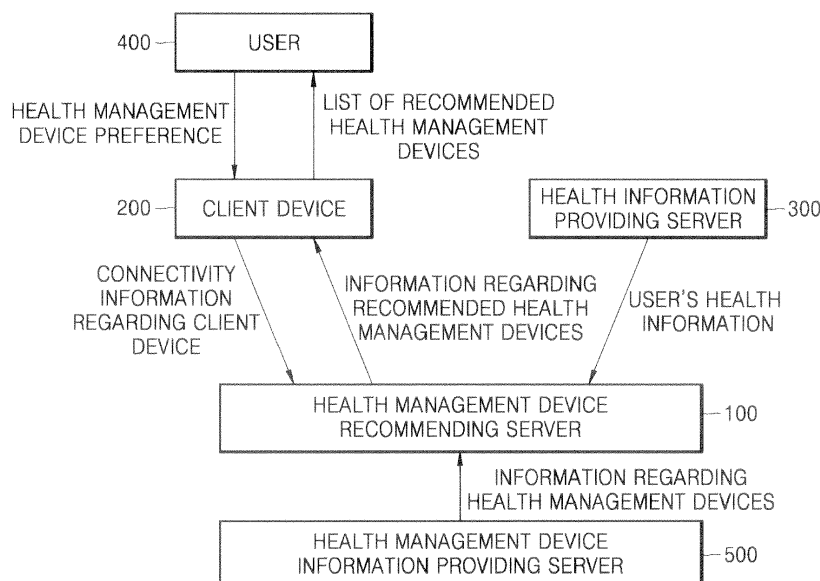 400
USER
HEALTH MANAGEMENT
DEVICE PREFERENCE
LIST OF RECOMMENDED
HEALTH MANAGEMENT
DEVICES
200
CLIENT DEVICE
HEALTH INFORMATION
PROVIDING SERVER
300
CONNECTIVITY
INFORMATION
REGARDING CLIENT
DEVICE
INFORMATION REGARDING
RECOMMENDED HEALTH
MANAGEMENT DEVICES
USER'S HEALTH
INFORMATION
HEALTH MANAGEMENT DEVICE
RECOMMENDING SERVER
100
INFORMATION REGARDING
HEALTH MANAGEMENT DEVICES
HEALTH MANAGEMENT DEVICE
INFORMATION PROVIDING SERVER
500